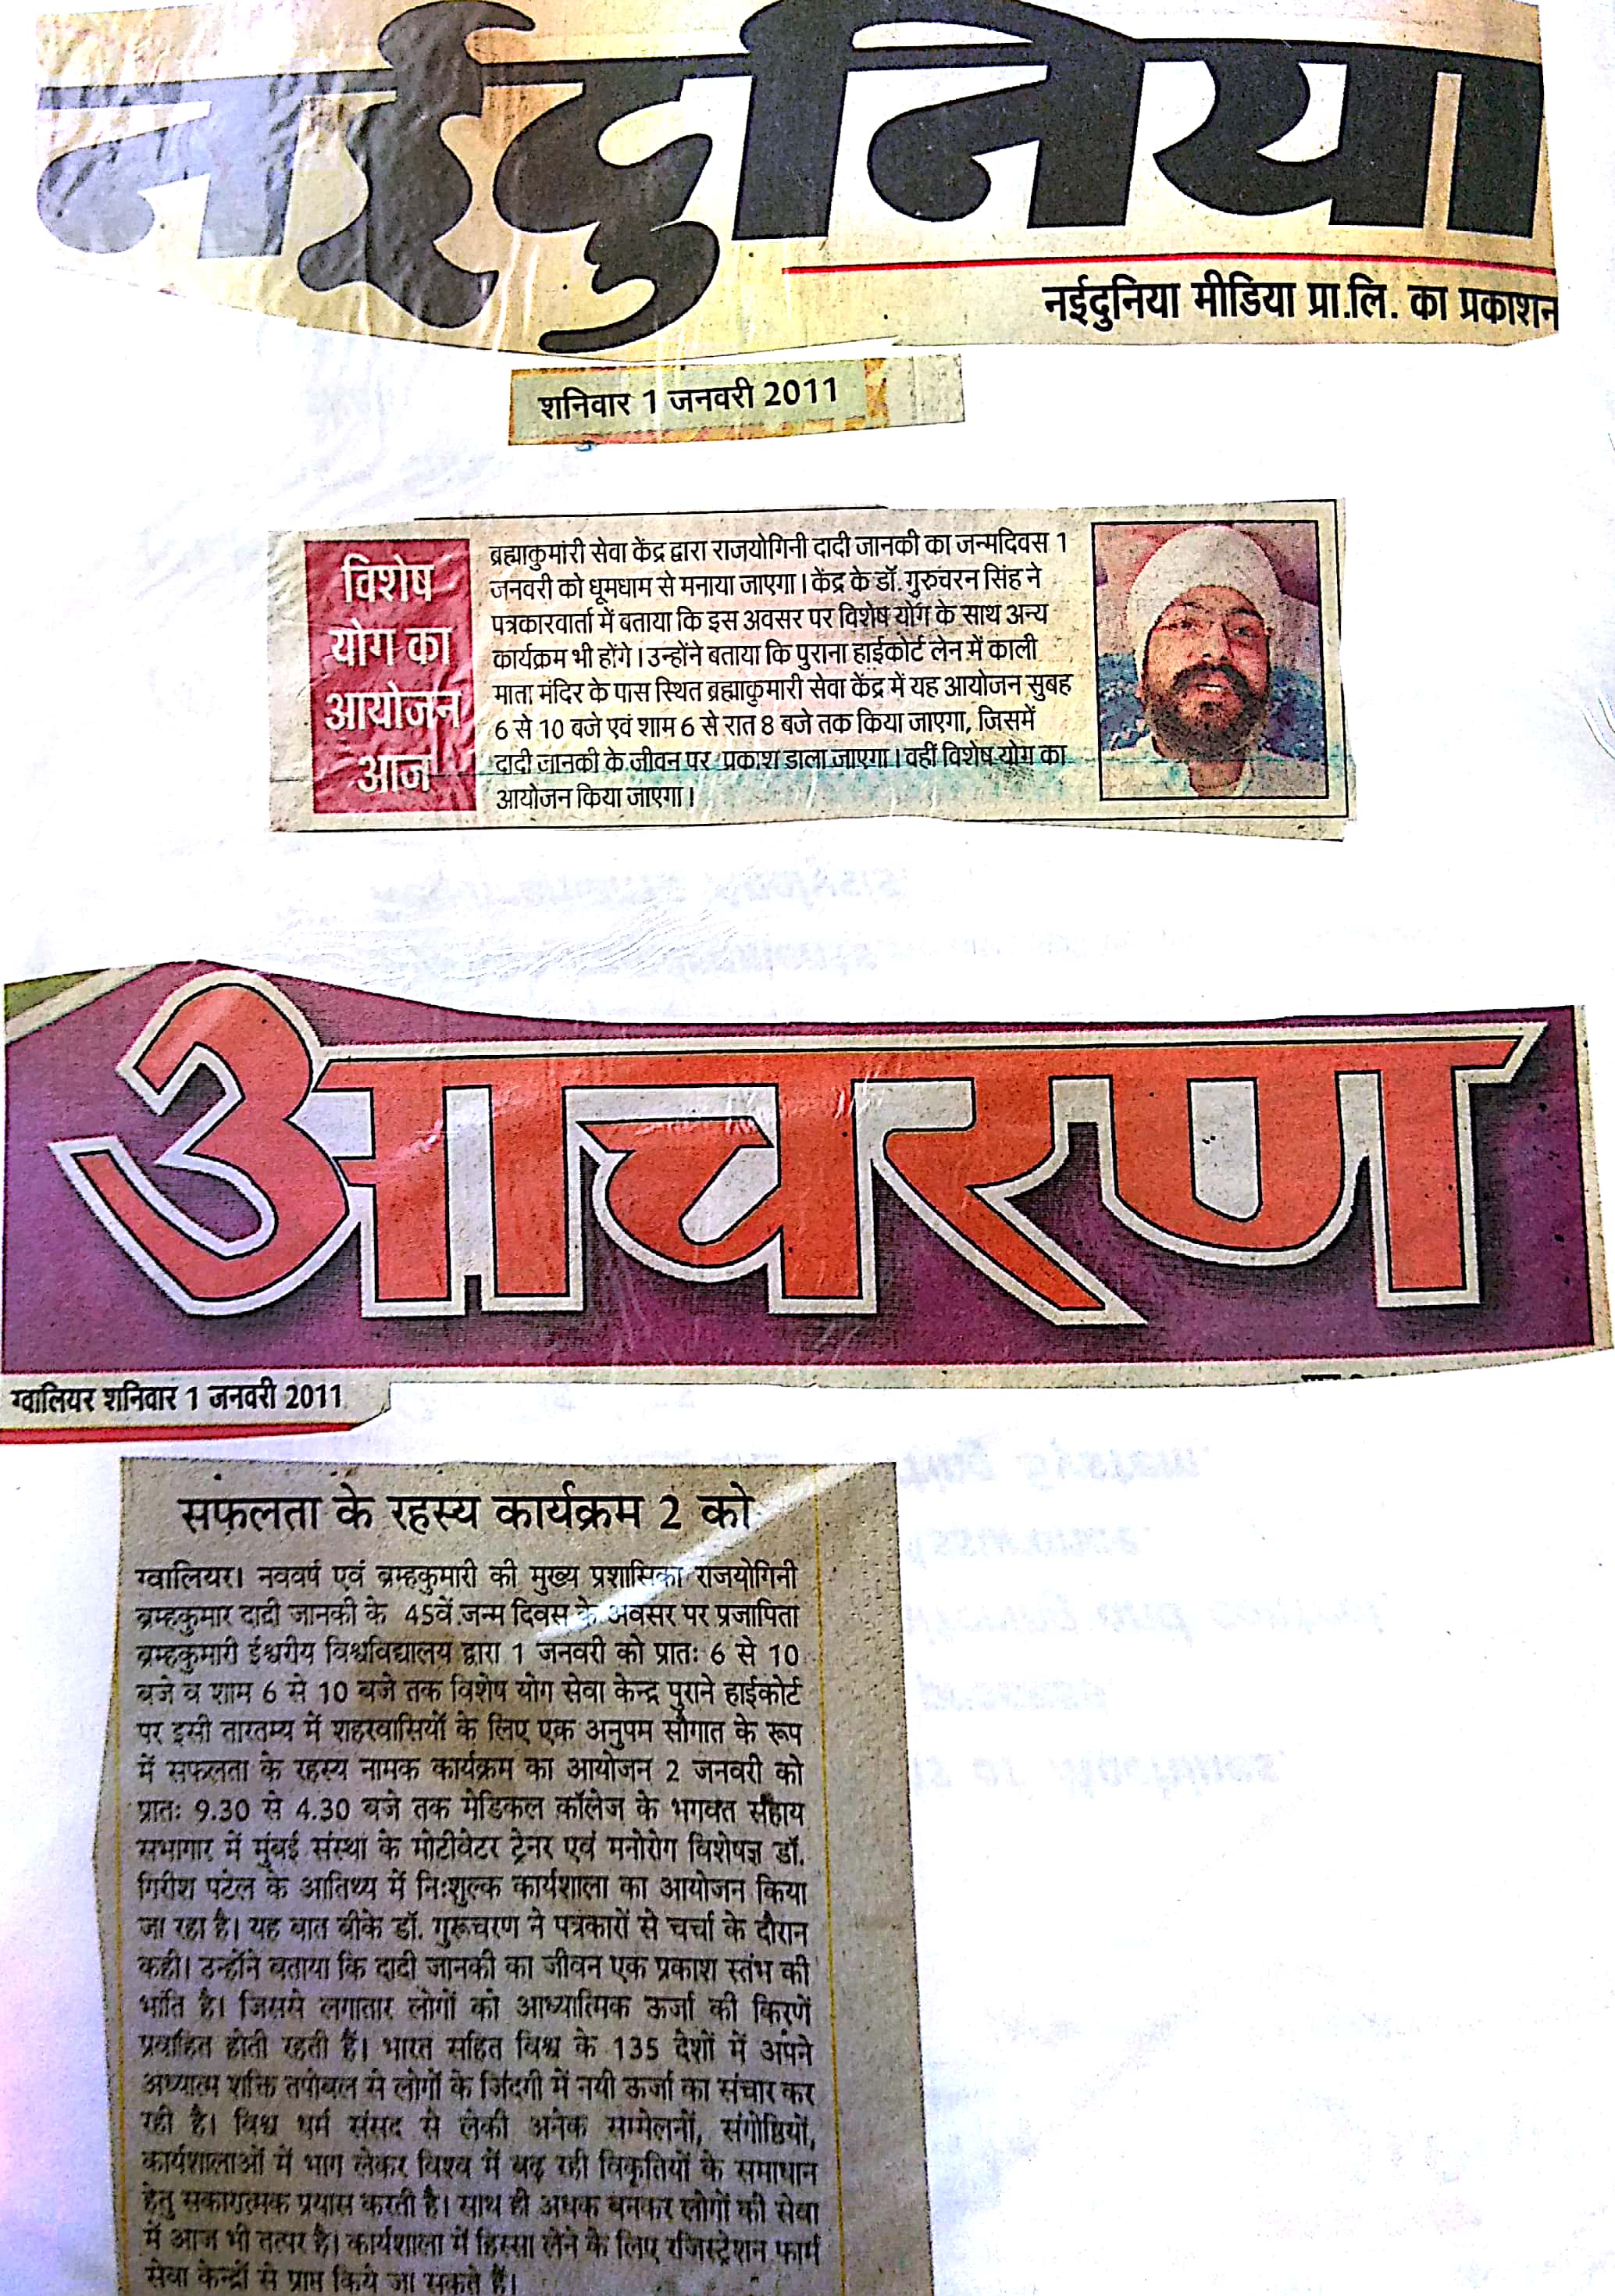 नईदुनिया
नईदुनिया मीडिया प्रा.लि. का प्रकाशन
शनिवार 1 जनवरी 2011
विशेष
योग का
आयोजन
आज
ब्रह्माकुमारी सेवा केंद्र द्वारा राजयोगिनी दादी जानकी का जन्मदिवस 1
जनवरी को धूमधाम से मनाया जाएगा। केंद्र के डॉ. गुरुचरन सिंह ने
पत्रकारवार्ता में बताया कि इस अवसर पर विशेष योग के साथ अन्य
कार्यक्रम भी होंगे। उन्होंने बताया कि पुराना हाईकोर्ट लेन में काली
माता मंदिर के पास स्थित ब्रह्माकुमारी सेवा केंद्र में यह आयोजन सुबह
6 से 10 बजे एवं शाम 6 से रात 8 बजे तक किया जाएगा, जिसमें
दादी जानकी के जीवन पर प्रकाश डाला जाएगा। वहीं विशेष योग का
आयोजन किया जाएगा।
आचरण
ग्वालियर शनिवार 1 जनवरी 2011
सफलता के रहस्य कार्यक्रम 2 को
ग्वालियर। नववर्ष एवं ब्रम्हकुमारी की मुख्य प्रशासिका राजयोगिनी
ब्रम्हकुमार दादी जानकी के 45वें जन्म दिवस के अवसर पर प्रजापिता
ब्रम्हकुमारी ईश्वरीय विश्वविद्यालय द्वारा 1 जनवरी को प्रातः 6 से 10
बजे व शाम 6 से 10 बजे तक विशेष योग सेवा केन्द्र पुराने हाईकोर्ट
पर इसी तारतम्य में शहरवासियों के लिए एक अनुपम सौगात के रूप
में सफलता के रहस्य नामक कार्यक्रम का आयोजन 2 जनवरी को
प्रातः 9.30 से 4.30 बजे तक मेडिकल कॉलेज के भगवत सहाय
सभागार में मुंबई संस्था के मोटीवेटर ट्रेनर एवं मनोरोग विशेषज्ञ डॉ.
गिरीश पटेल के आतिथ्य में निःशुल्क कार्यशाला का आयोजन किया
जा रहा है। यह बात बीके डॉ. गुरूचरण ने पत्रकारों से चर्चा के दौरान
कही। उन्होंने बताया कि दादी जानकी का जीवन एक प्रकाश स्तंभ की
भांति है। जिससे लगातार लोगों को आध्यात्मिक ऊर्जा की किरणें
प्रवाहित होती रहती हैं। भारत सहित विश्व के 135 देशों में अपने
अध्यात्म शक्ति तपोबल से लोगों के जिंदगी में नयी ऊर्जा का संचार कर
रही है। विश्व धर्म संसद से लेकी अनेक सम्मेलनों, संगोष्ठियों,
कार्यशालाओं में भाग लेकर विश्व में बढ़ रही विकृतियों के समाधान
हेतु सकारात्मक प्रयास करती है। साथ ही अथक बनकर लोगों की सेवा
में आज भी तत्पर है। कार्यशाला में हिस्सा लेने के लिए रजिस्ट्रेशन फार्म
सेवा केन्द्रों से प्राप्त किये जा सकते हैं।